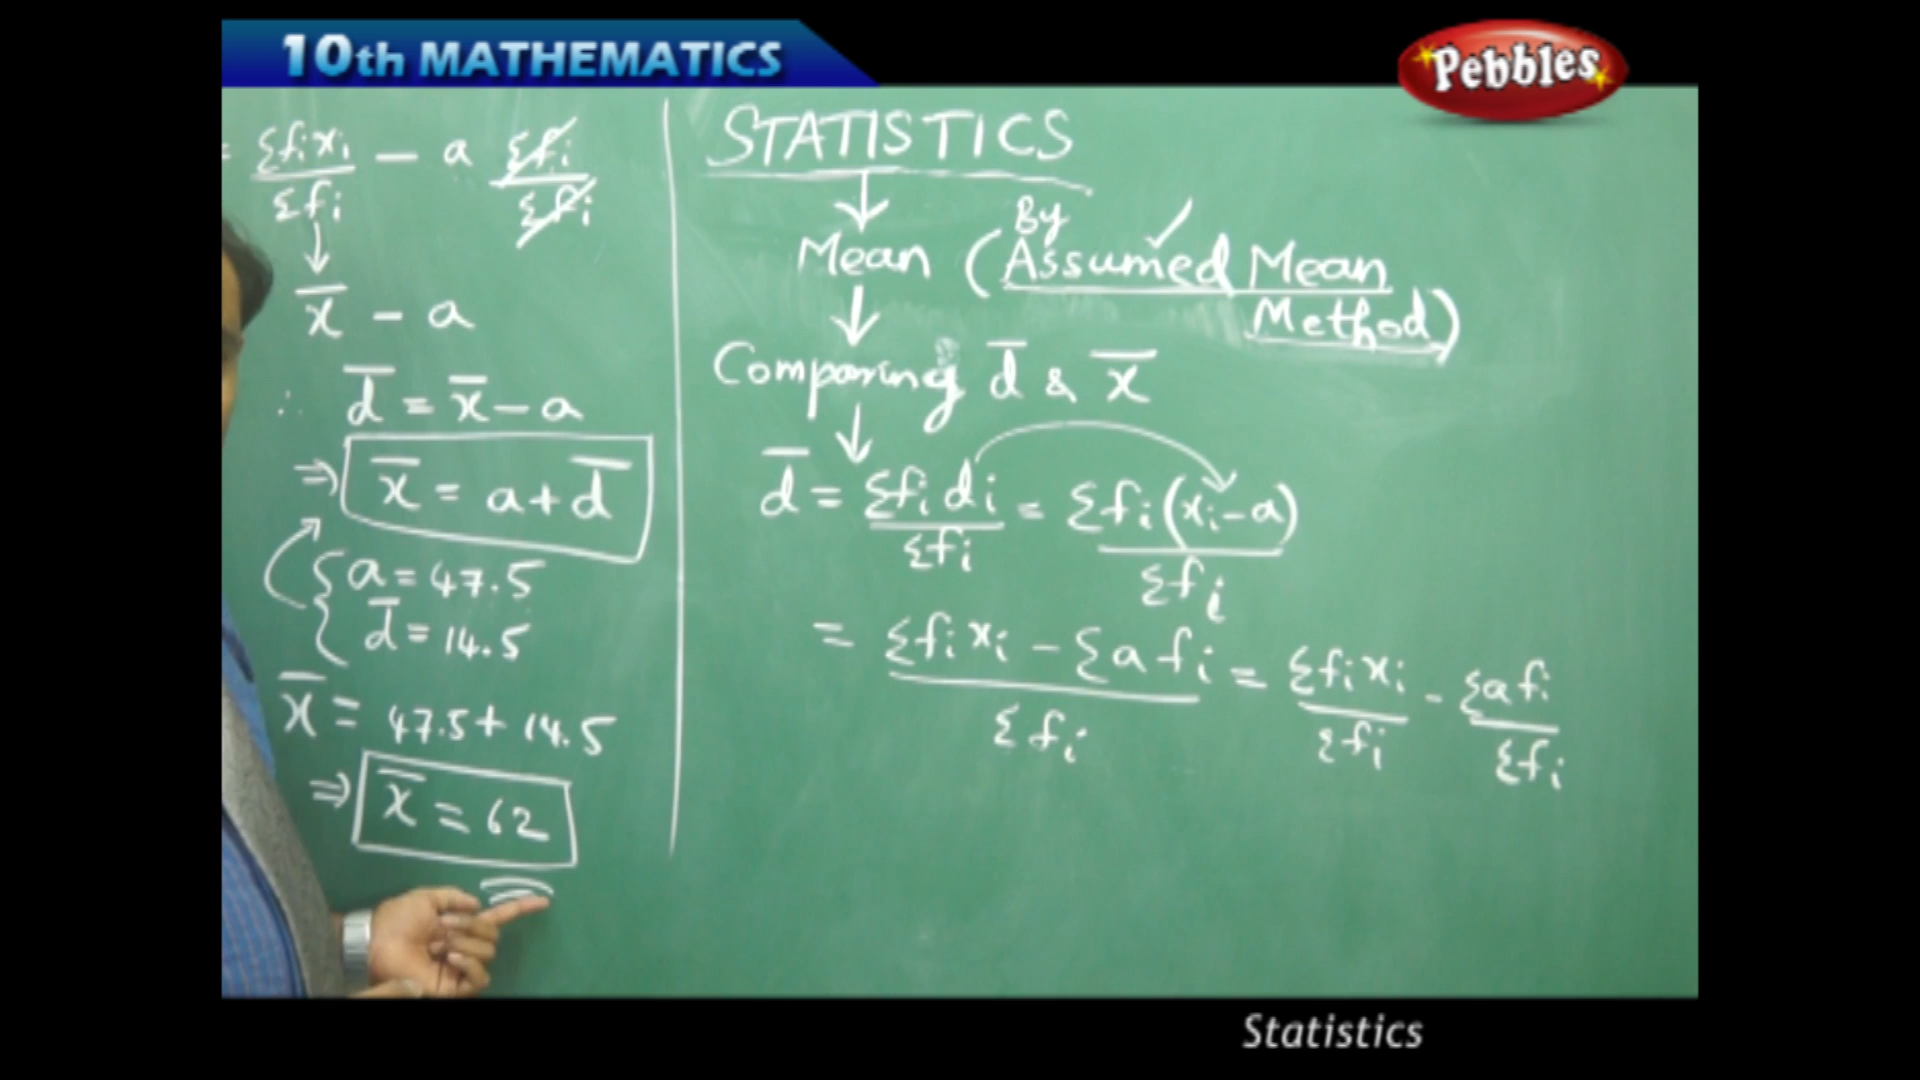 10th MATHEMATICS
Pebbles
= Σfixi/Σfi - a Σfi/Σfi
↓
x̄ - a
∴ d̄ = x̄ - a
⇒ x̄ = a + d̄
{ a = 47.5
d̄ = 14.5
x̄ = 47.5 + 14.5
⇒ x̄ = 62
STATISTICS
↓
By
Mean (Assumed Mean
Method)
↓
Comparing d̄ & x̄
↓
d̄ = Σfidi/Σfi = Σfi(xi-a)/Σfi
= Σfixi - Σafi/Σfi = Σfixi/Σfi - Σafi/Σfi
Statistics